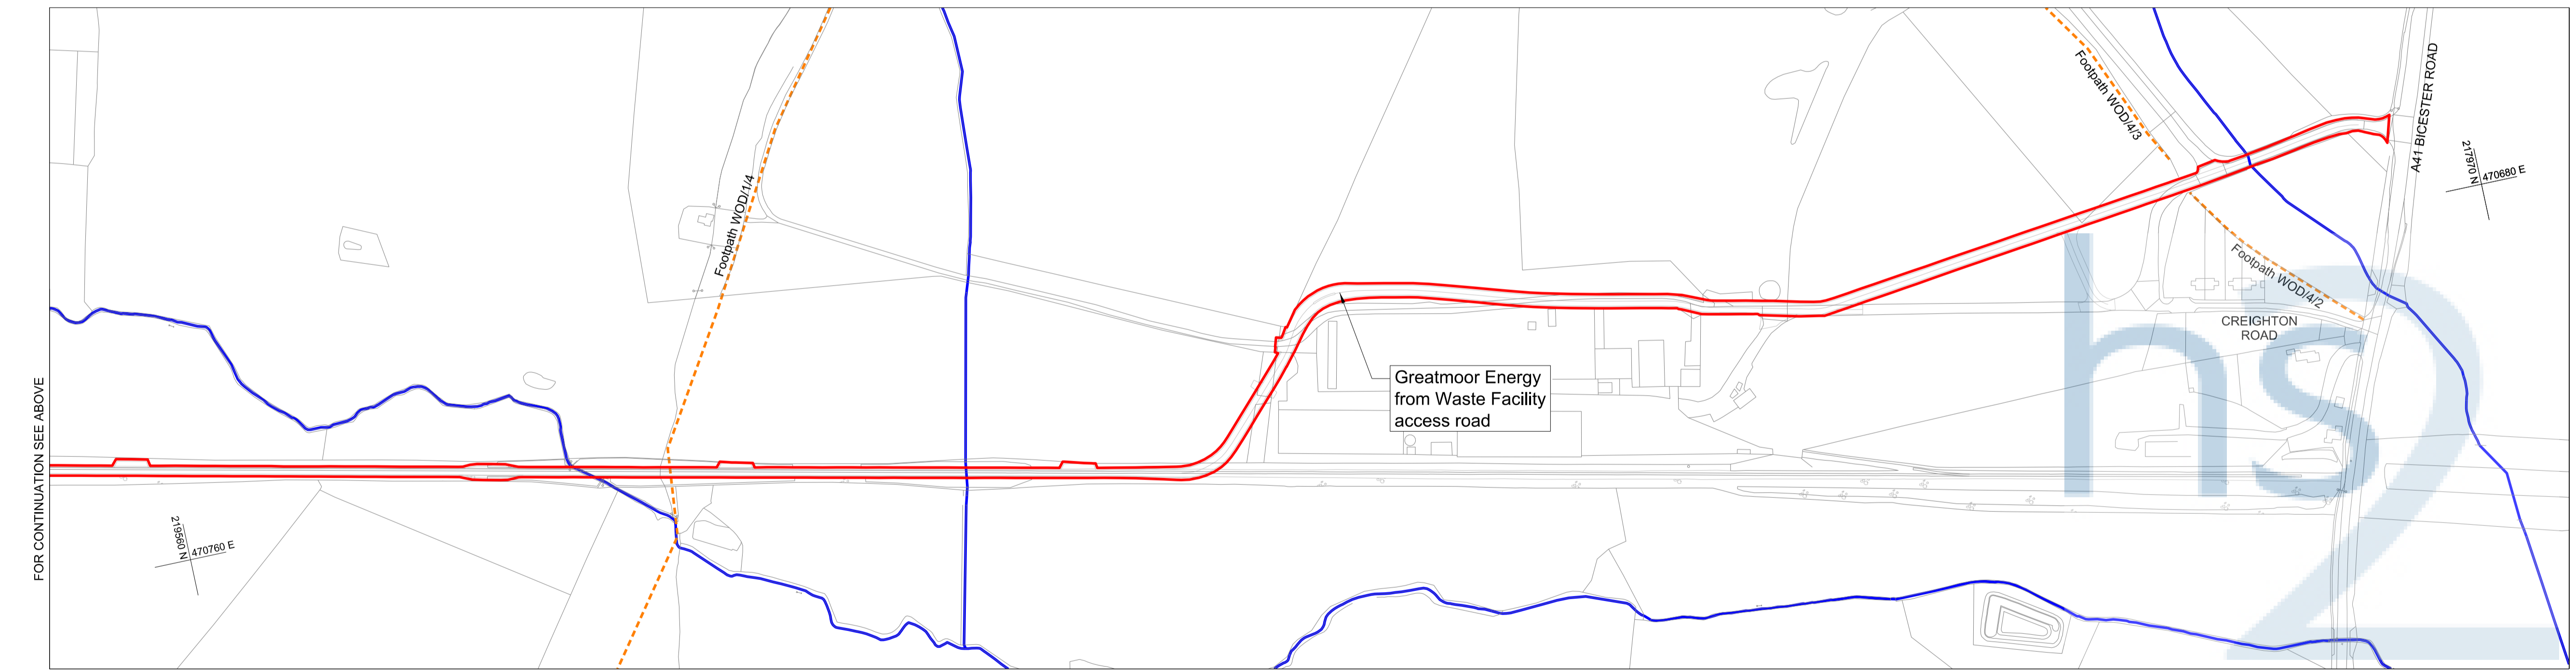 FOR CONTINUATION SEE ABOVE
Footpath WOD/1/4
Footpath WOD/4/3
A41 BICESTER ROAD
217970 N
470680 E
Footpath WOD/4/2
CREIGHTON
ROAD
Greatmoor Energy
from Waste Facility
access road
219560 N
470760 E
hs2